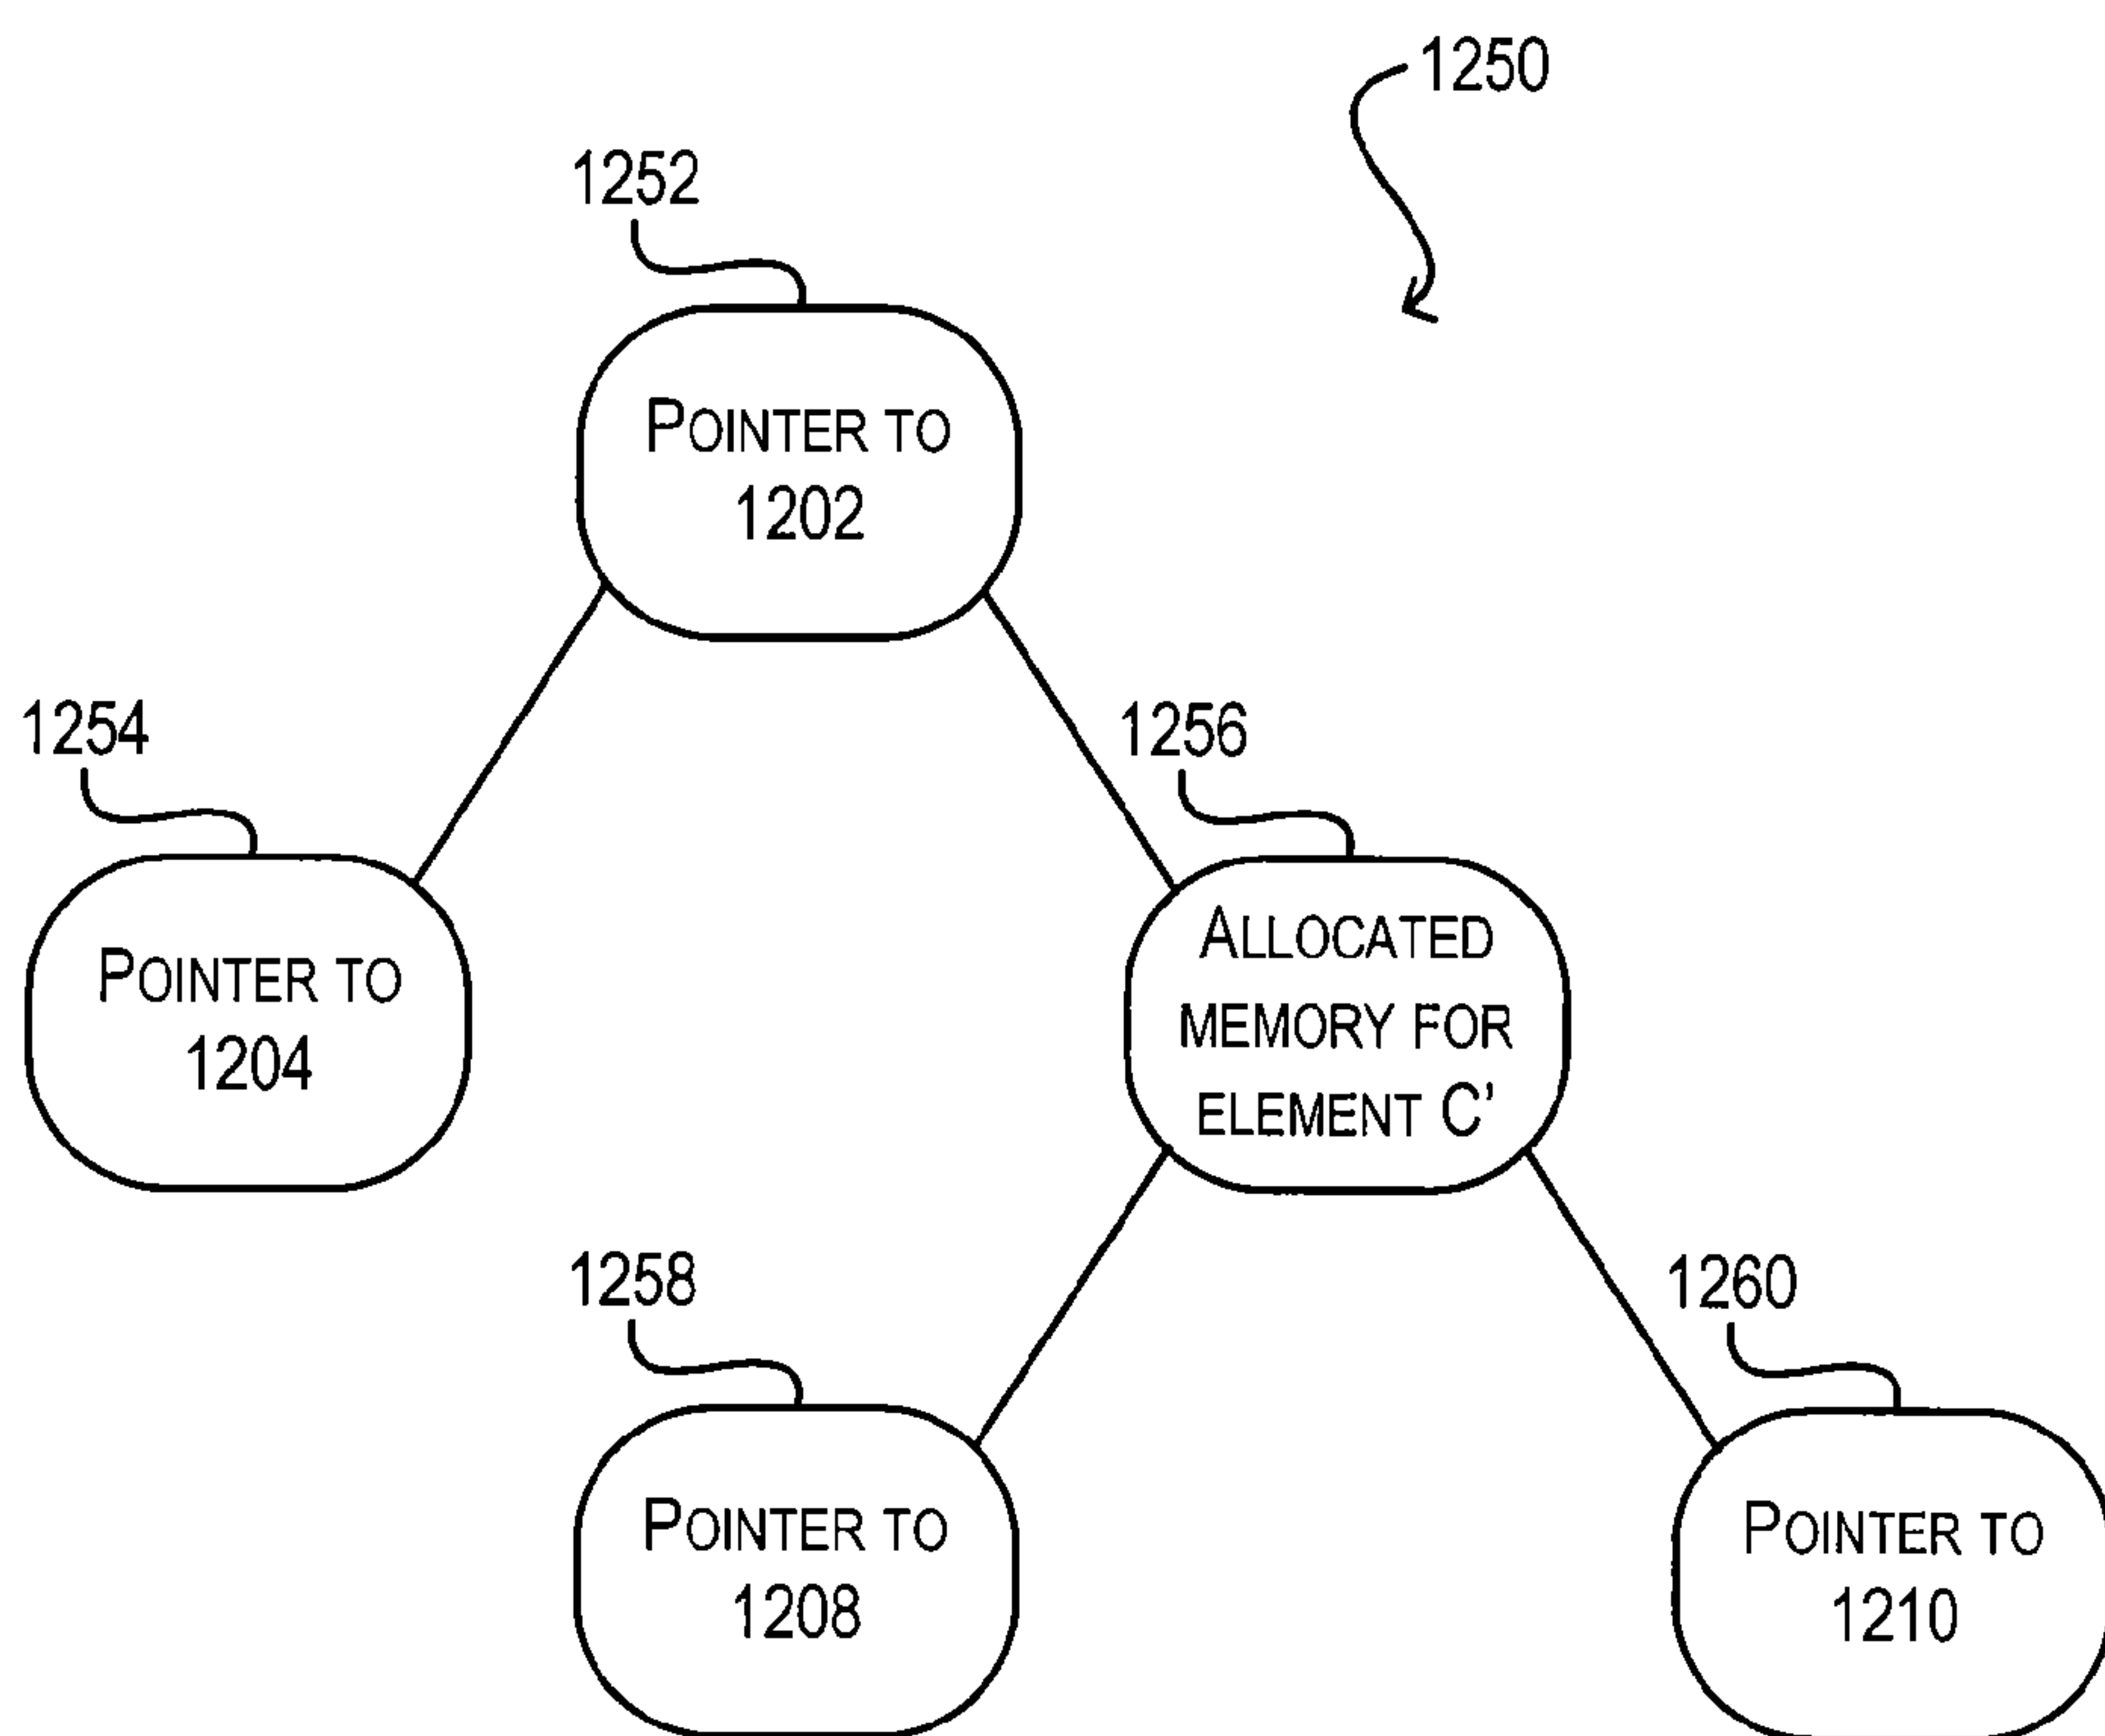 1250
1252
POINTER TO
1202
1254
1256
POINTER TO
1204
ALLOCATED
MEMORY FOR
ELEMENT C'
1258
1260
POINTER TO
1208
POINTER TO
1210